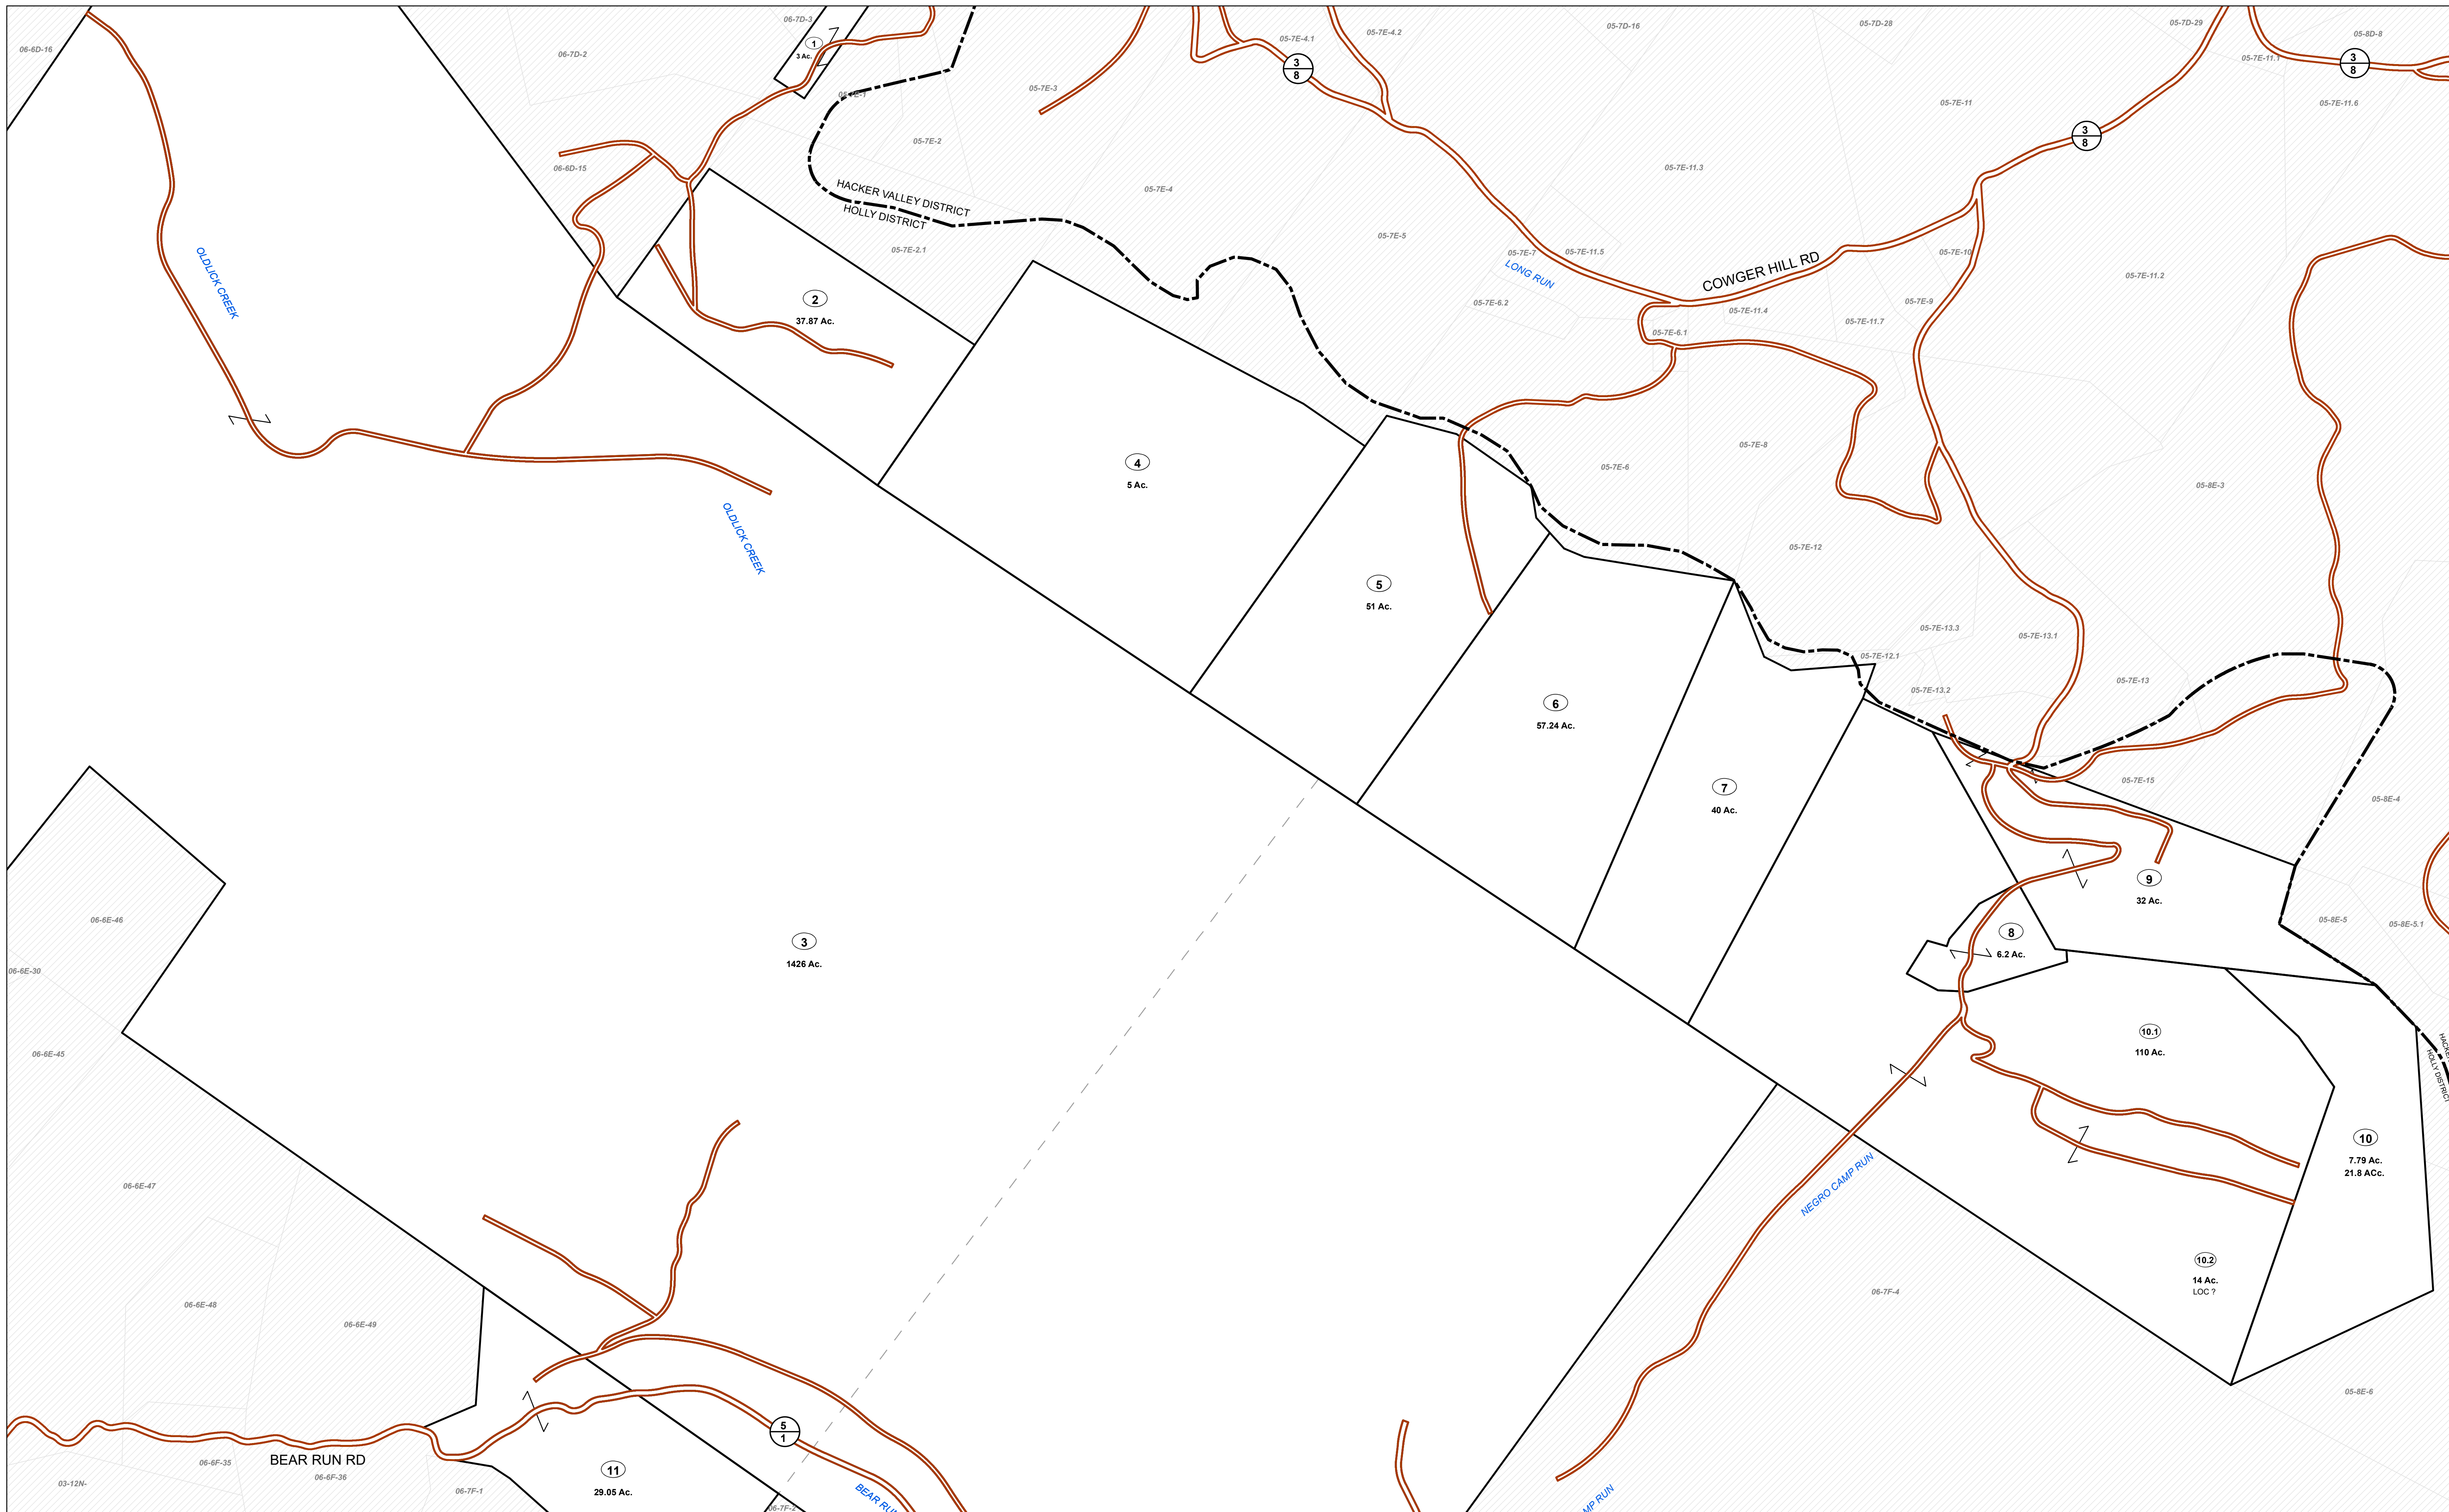 06-7D-3
05-7D-16
05-7D-28
05-7D-29
05-8D-8
06-6D-16
06-7D-2
1
3 Ac.
05-7E-4.1
05-7E-4.2
3
8
3
8
05-7E-11.1
05-7E-1
05-7E-3
05-7E-11
05-7E-11.6
3
8
05-7E-2
06-6D-15
05-7E-11.3
HACKER VALLEY DISTRICT
HOLLY DISTRICT
05-7E-4
05-7E-2.1
05-7E-5
05-7E-7
05-7E-11.5
05-7E-10
LONG RUN
COWGER HILL RD
05-7E-11.2
OLDLICK CREEK
2
37.87 Ac.
05-7E-6.2
05-7E-11.4
05-7E-9
05-7E-11.7
05-7E-6.1
4
5 Ac.
05-7E-8
05-7E-6
05-8E-3
OLDLICK CREEK
05-7E-12
5
51 Ac.
05-7E-13.3
05-7E-13.1
05-7E-12.1
05-7E-13.2
05-7E-13
6
57.24 Ac.
7
40 Ac.
05-7E-15
05-8E-4
9
32 Ac.
06-6E-46
05-8E-5
05-8E-5.1
3
1426 Ac.
8
6.2 Ac.
06-6E-30
10.1
110 Ac.
06-6E-45
HOLLY DISTRICT
10
7.79 Ac.
21.8 ACc.
06-6E-47
NEGRO CAMP RUN
10.2
14 Ac.
LOC ?
06-7F-4
06-6E-48
06-6E-49
05-8E-6
5
1
BEAR RUN RD
06-6F-35
06-6F-36
03-12N-
06-7F-1
11
29.05 Ac.
06-7F-2
BEAR
RUN